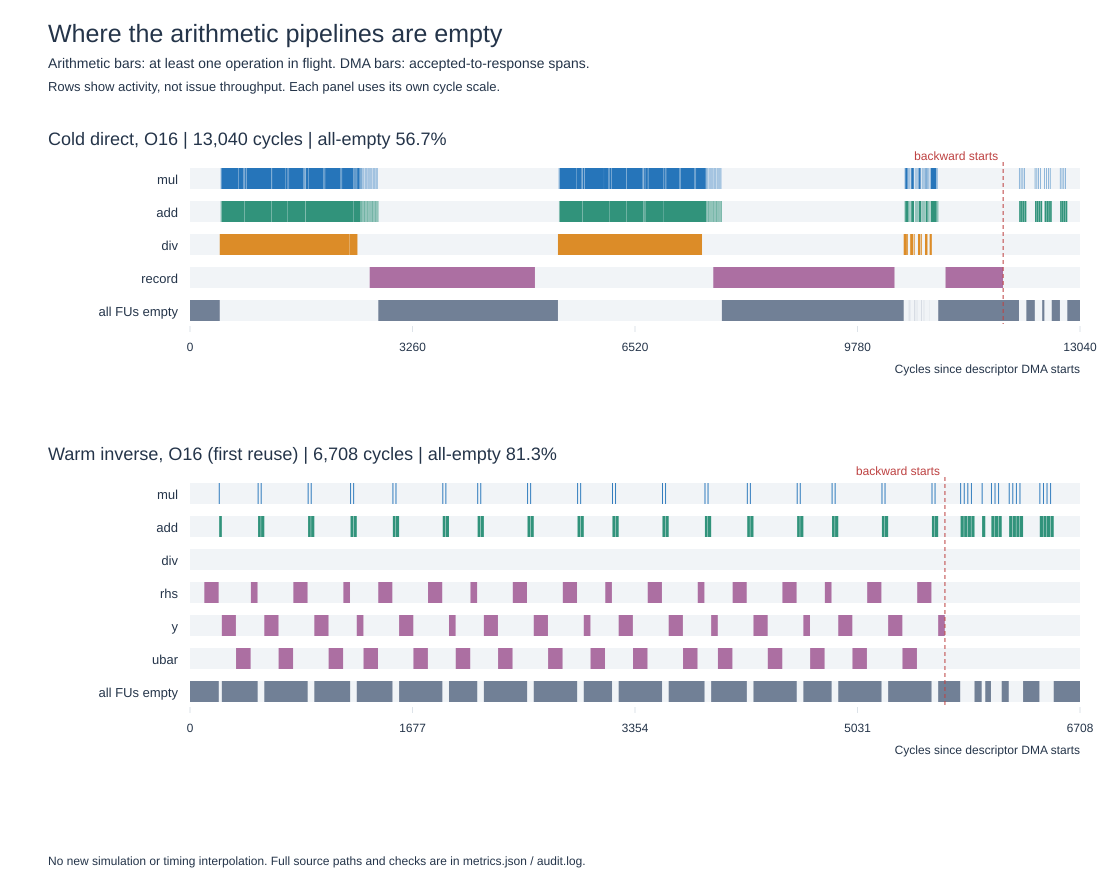 Where the arithmetic pipelines are empty
Arithmetic bars: at least one operation in flight. DMA bars: accepted-to-response spans.
Rows show activity, not issue throughput. Each panel uses its own cycle scale.
Cold direct, O16 | 13,040 cycles | all-empty 56.7%
backward starts
mul
add
div
record
all FUs empty
0 3260 6520 9780 13040
Cycles since descriptor DMA starts
Warm inverse, O16 (first reuse) | 6,708 cycles | all-empty 81.3%
backward starts
mul
add
div
rhs
y
ubar
all FUs empty
0 1677 3354 5031 6708
Cycles since descriptor DMA starts
No new simulation or timing interpolation. Full source paths and checks are in metrics.json / audit.log.